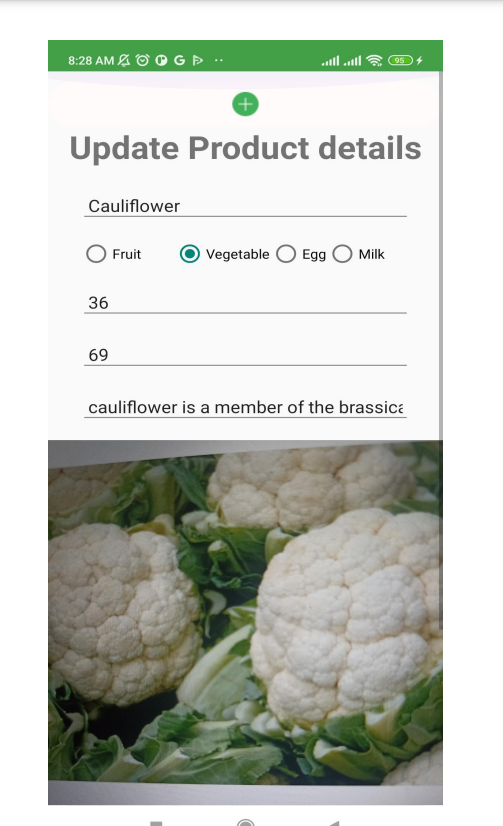 8:28 AM
95
Update Product details
Cauliflower
Fruit Vegetable Egg Milk
36
69
cauliflower is a member of the brassica